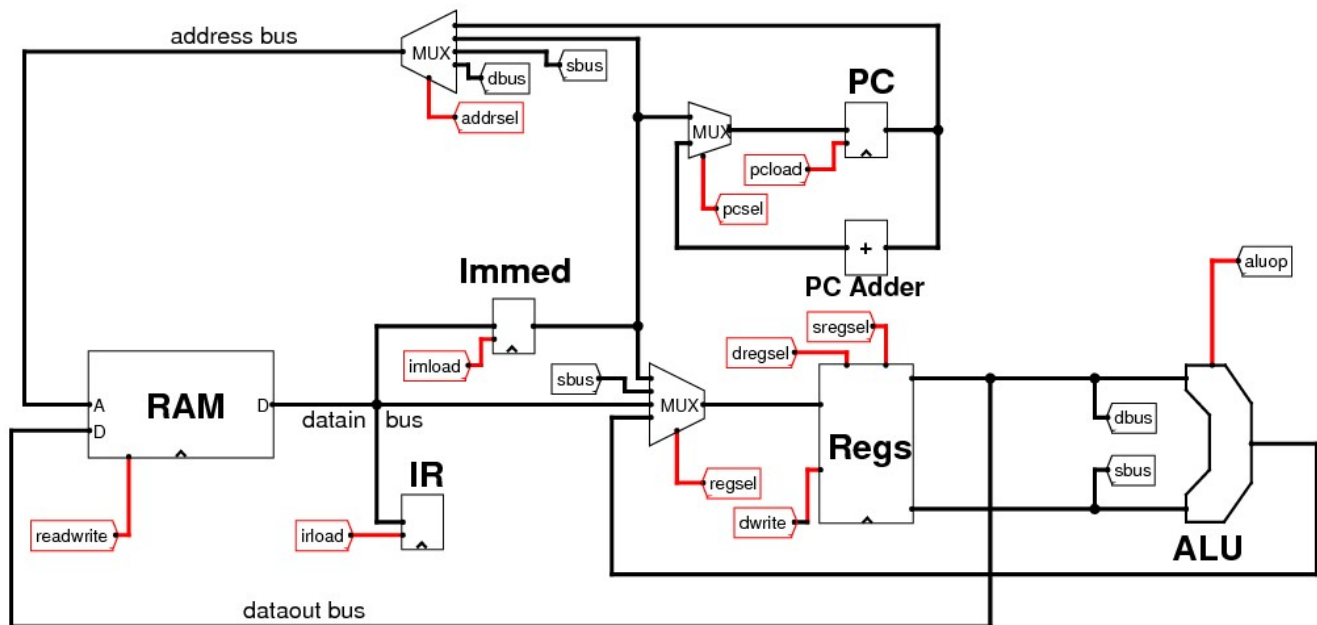 address bus
MUX
sbus
dbus
addrsel
PC
MUX
pcload
pcsel
+
PC Adder
aluop
Immed
imload
sregsel
dregsel
sbus
MUX
RAM
A
D
D
datain bus
Regs
dbus
sbus
IR
regsel
dwrite
readwrite
irload
ALU
dataout bus